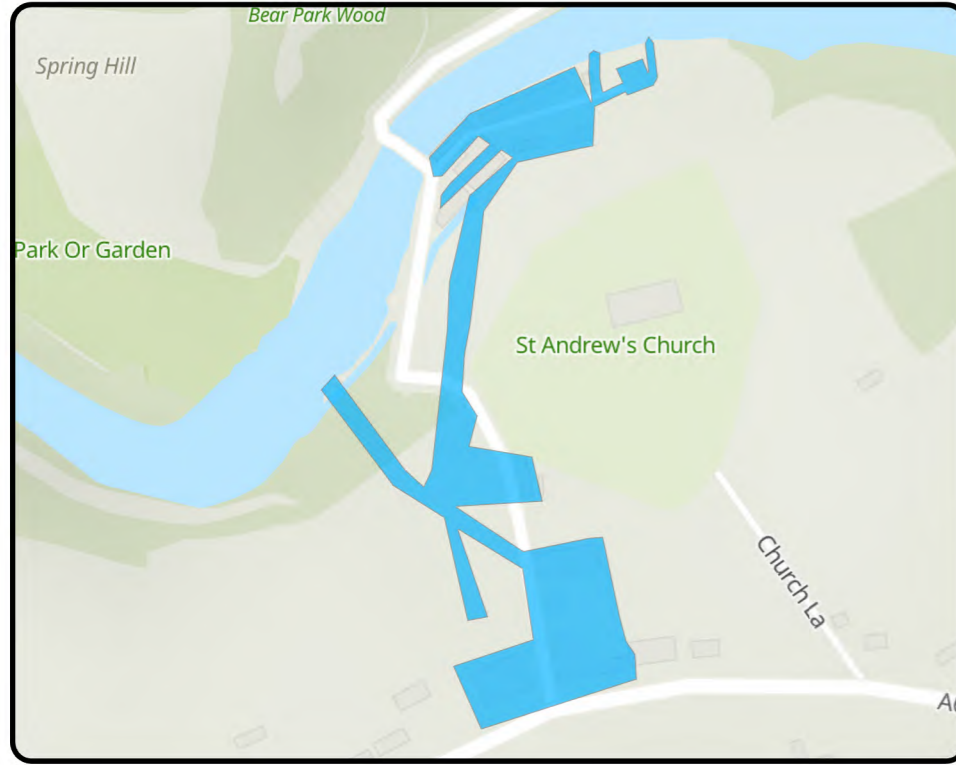 Bear Park Wood
Spring Hill
Park Or Garden
St Andrew's Church
Church La